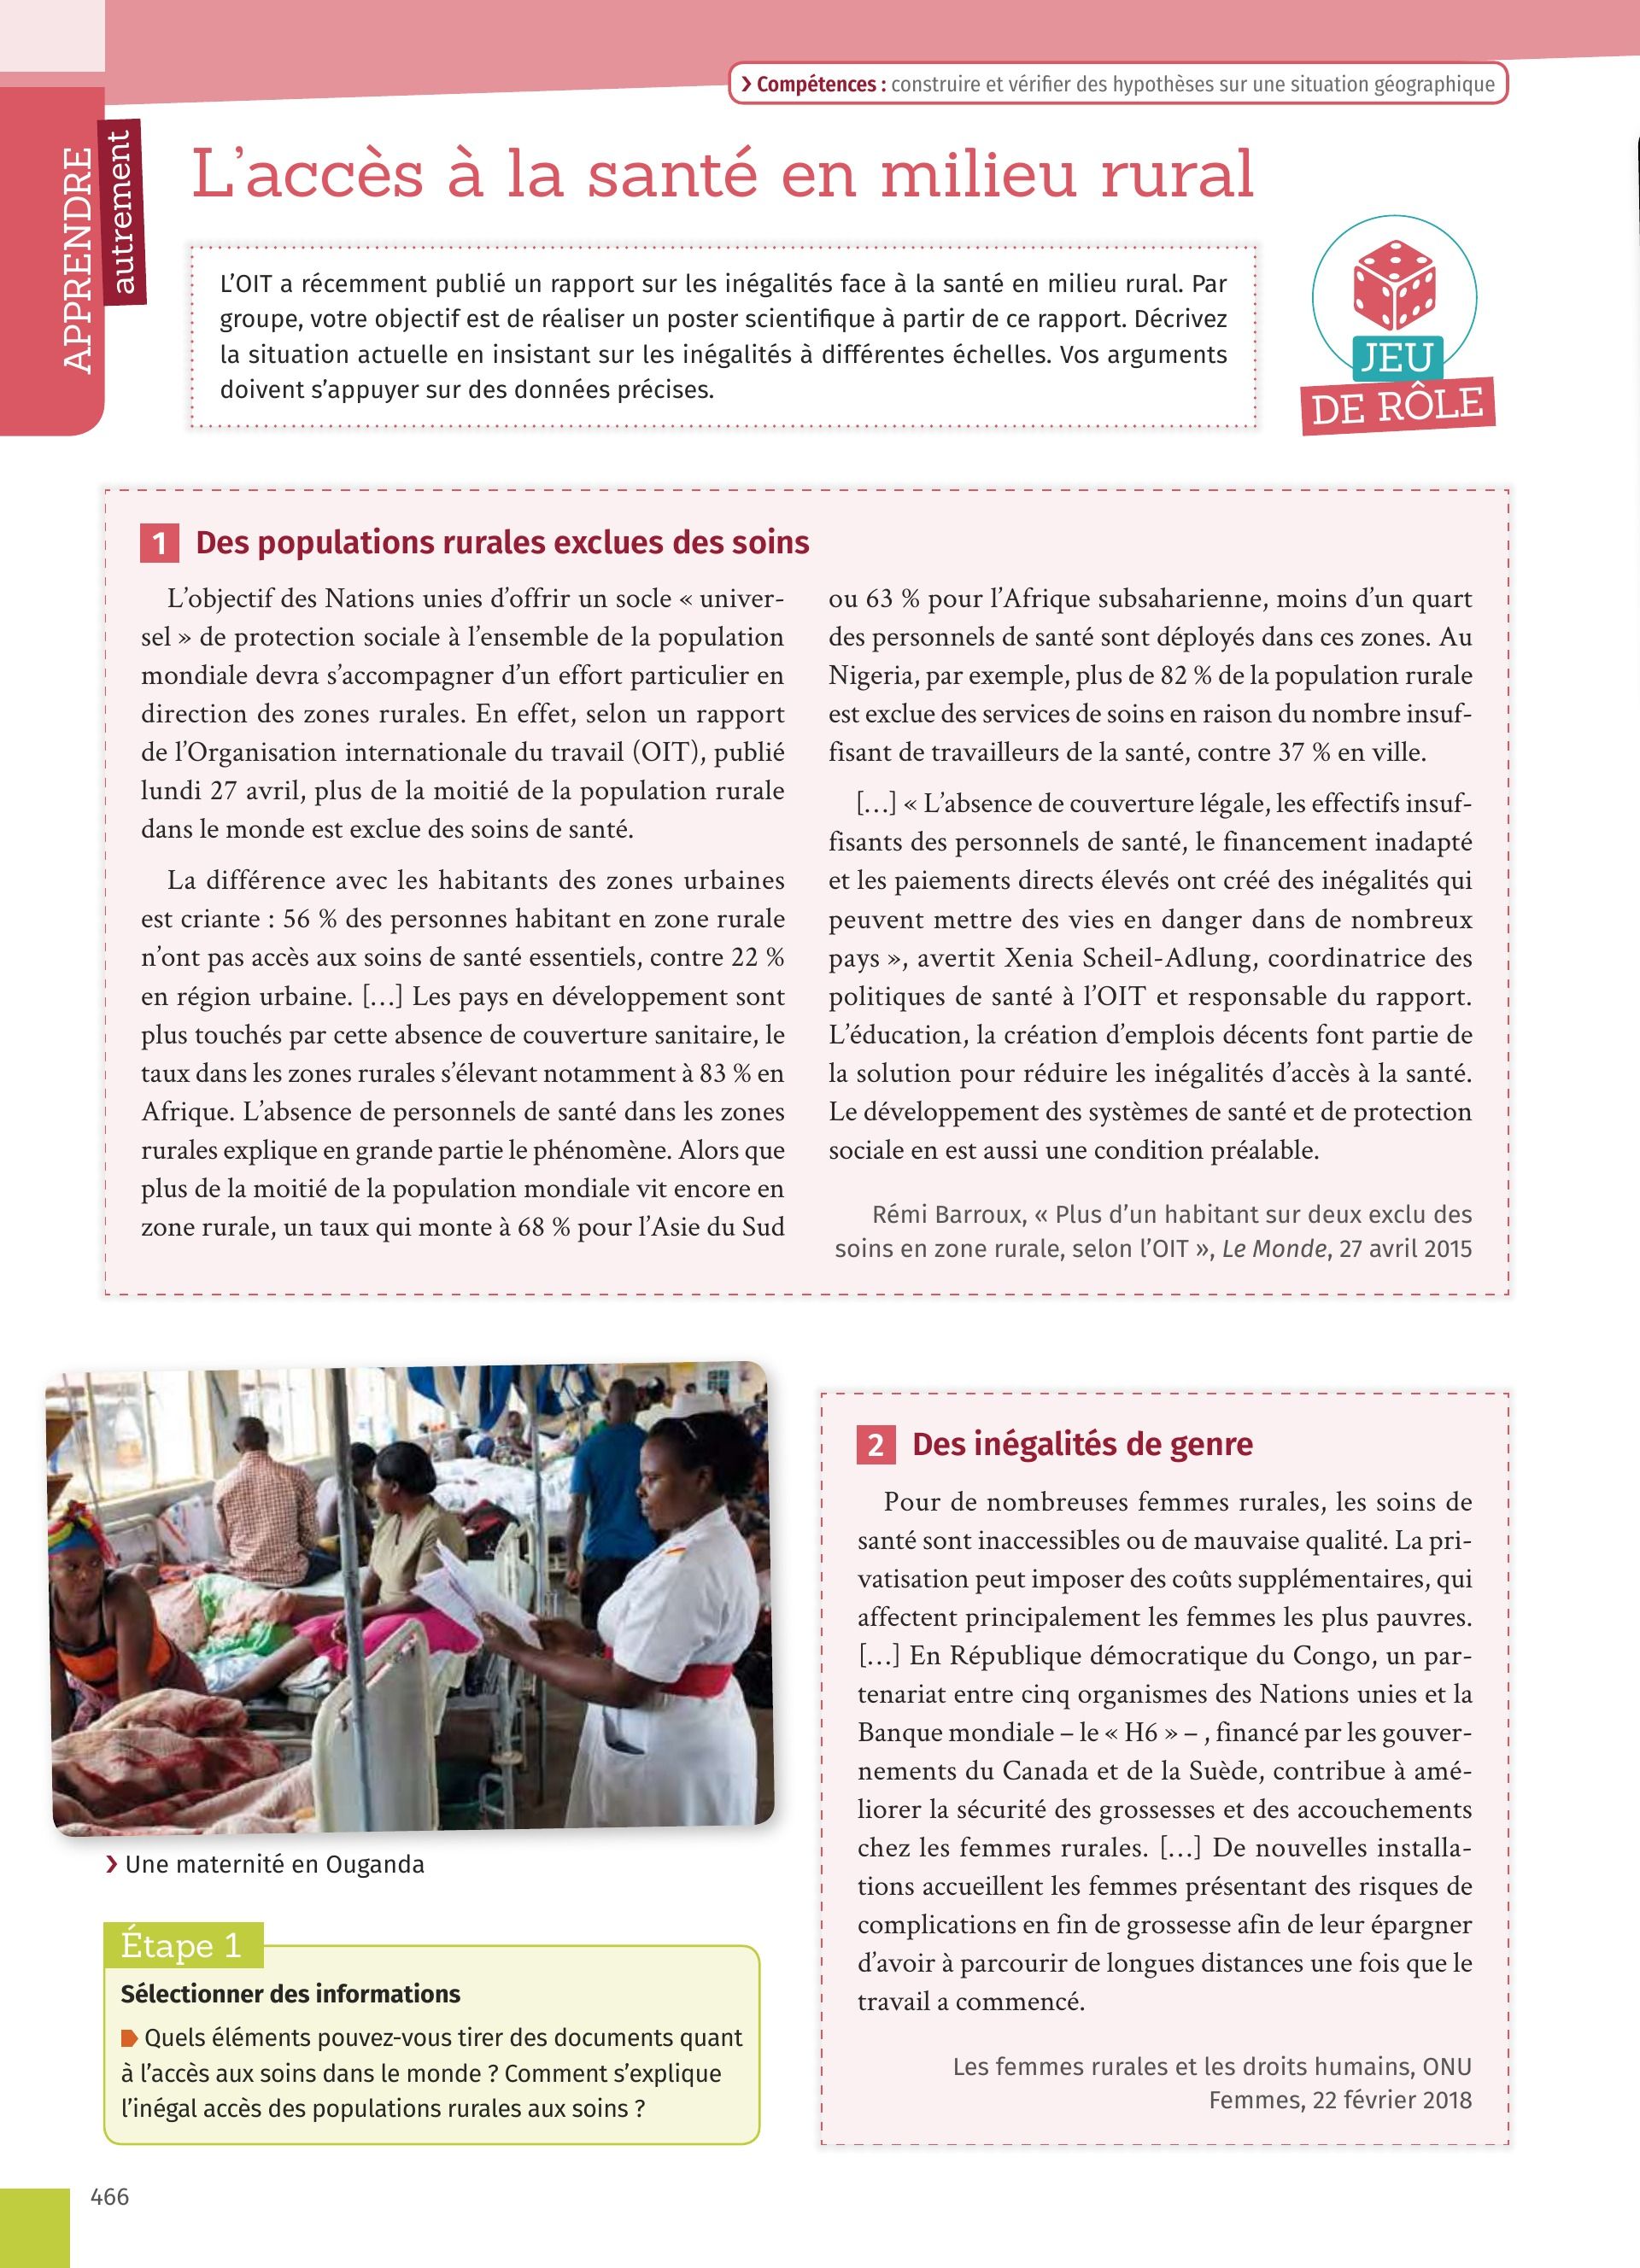 › Compétences : construire et vérifier des hypothèses sur une situation géographique
APPRENDRE
autrement
L’accès à la santé en milieu rural
L’OIT a récemment publié un rapport sur les inégalités face à la santé en milieu rural. Par
groupe, votre objectif est de réaliser un poster scientifique à partir de ce rapport. Décrivez
la situation actuelle en insistant sur les inégalités à différentes échelles. Vos arguments
doivent s’appuyer sur des données précises.
JEU
DE RÔLE
1 Des populations rurales exclues des soins
L’objectif des Nations unies d’offrir un socle « univer-
sel » de protection sociale à l’ensemble de la population
mondiale devra s’accompagner d’un effort particulier en
direction des zones rurales. En effet, selon un rapport
de l’Organisation internationale du travail (OIT), publié
lundi 27 avril, plus de la moitié de la population rurale
dans le monde est exclue des soins de santé.
La différence avec les habitants des zones urbaines
est criante : 56 % des personnes habitant en zone rurale
n’ont pas accès aux soins de santé essentiels, contre 22 %
en région urbaine. […] Les pays en développement sont
plus touchés par cette absence de couverture sanitaire, le
taux dans les zones rurales s’élevant notamment à 83 % en
Afrique. L’absence de personnels de santé dans les zones
rurales explique en grande partie le phénomène. Alors que
plus de la moitié de la population mondiale vit encore en
zone rurale, un taux qui monte à 68 % pour l’Asie du Sud
ou 63 % pour l’Afrique subsaharienne, moins d’un quart
des personnels de santé sont déployés dans ces zones. Au
Nigeria, par exemple, plus de 82 % de la population rurale
est exclue des services de soins en raison du nombre insuf-
fisant de travailleurs de la santé, contre 37 % en ville.
[…] « L’absence de couverture légale, les effectifs insuf-
fisants des personnels de santé, le financement inadapté
et les paiements directs élevés ont créé des inégalités qui
peuvent mettre des vies en danger dans de nombreux
pays », avertit Xenia Scheil-Adlung, coordinatrice des
politiques de santé à l’OIT et responsable du rapport.
L’éducation, la création d’emplois décents font partie de
la solution pour réduire les inégalités d’accès à la santé.
Le développement des systèmes de santé et de protection
sociale en est aussi une condition préalable.
Rémi Barroux, « Plus d’un habitant sur deux exclu des
soins en zone rurale, selon l’OIT », Le Monde, 27 avril 2015
› Une maternité en Ouganda
Étape 1
Sélectionner des informations
Quels éléments pouvez-vous tirer des documents quant
à l’accès aux soins dans le monde ? Comment s’explique
l’inégal accès des populations rurales aux soins ?
2 Des inégalités de genre
Pour de nombreuses femmes rurales, les soins de
santé sont inaccessibles ou de mauvaise qualité. La pri-
vatisation peut imposer des coûts supplémentaires, qui
affectent principalement les femmes les plus pauvres.
[…] En République démocratique du Congo, un par-
tenariat entre cinq organismes des Nations unies et la
Banque mondiale – le « H6 » – , financé par les gouver-
nements du Canada et de la Suède, contribue à amé-
liorer la sécurité des grossesses et des accouchements
chez les femmes rurales. […] De nouvelles installa-
tions accueillent les femmes présentant des risques de
complications en fin de grossesse afin de leur épargner
d’avoir à parcourir de longues distances une fois que le
travail a commencé.
Les femmes rurales et les droits humains, ONU
Femmes, 22 février 2018
466